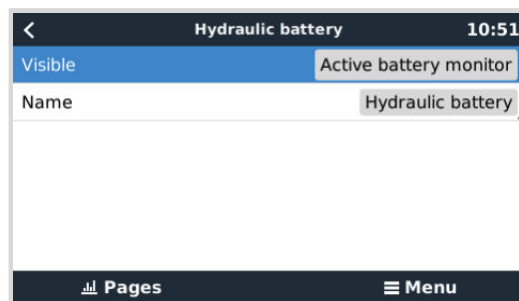 Hydraulic battery 10:51
Visible Active battery monitor
Name Hydraulic battery
Pages Menu